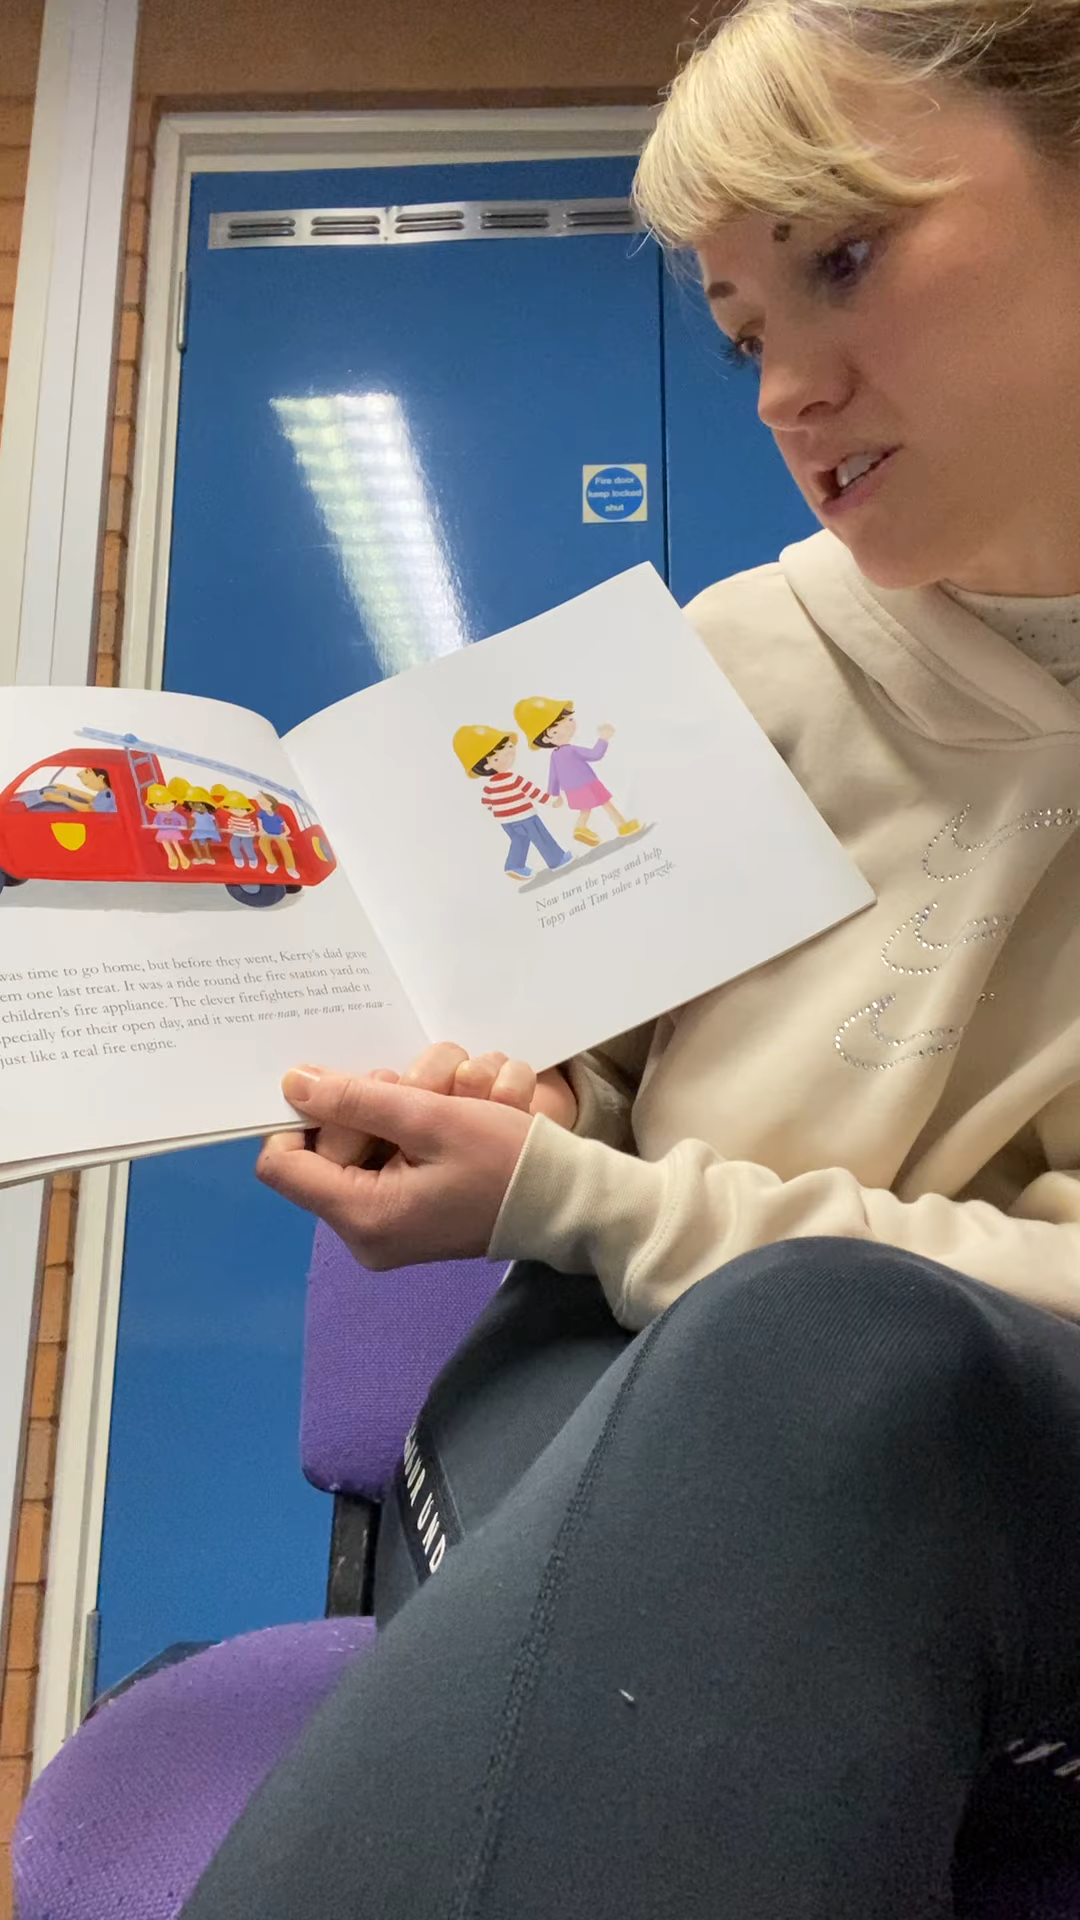 Fire door
keep locked
shut
was time to go home, but before they went, Kerry's dad gave
em one last treat. It was a ride round the fire station yard on
children's fire appliance. The clever firefighters had made it
specially for their open day, and it went nee-naw, nee-naw, nee-naw –
just like a real fire engine.
Now turn the page and help
Topsy and Tim solve a puzzle.